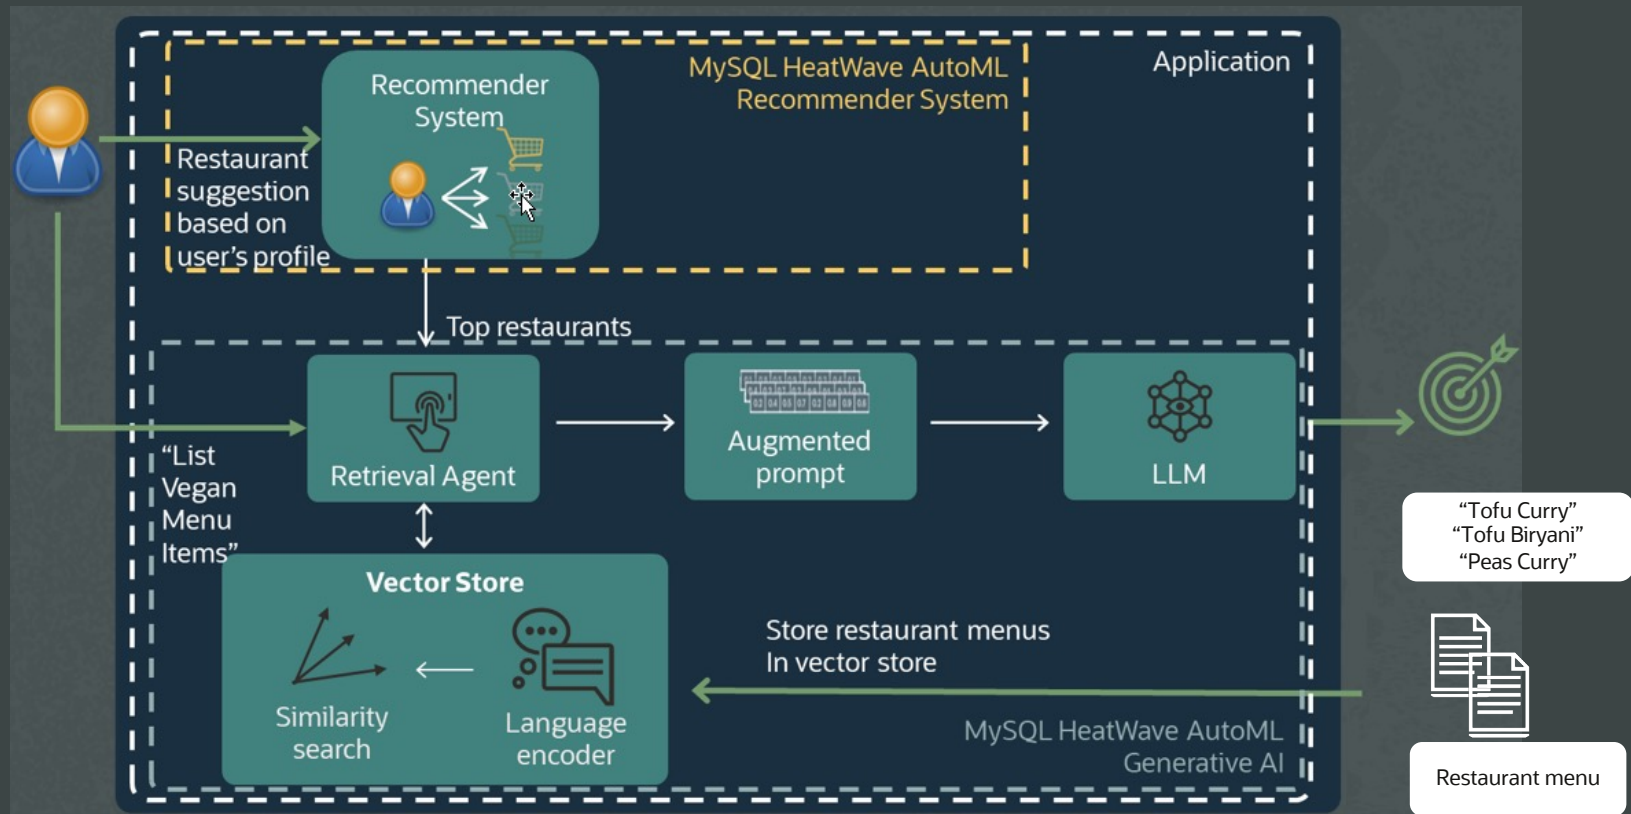 Application
MySQL HeatWave AutoML
Recommender System
Recommender
System
Restaurant
suggestion
based on
user's profile
Top restaurants
Retrieval Agent
Augmented
prompt
LLM
“List
Vegan
Menu
Items”
“Tofu Curry”
“Tofu Biryani”
“Peas Curry”
Vector Store
Similarity
search
Language
encoder
Store restaurant menus
In vector store
MySQL HeatWave AutoML
Generative AI
Restaurant menu